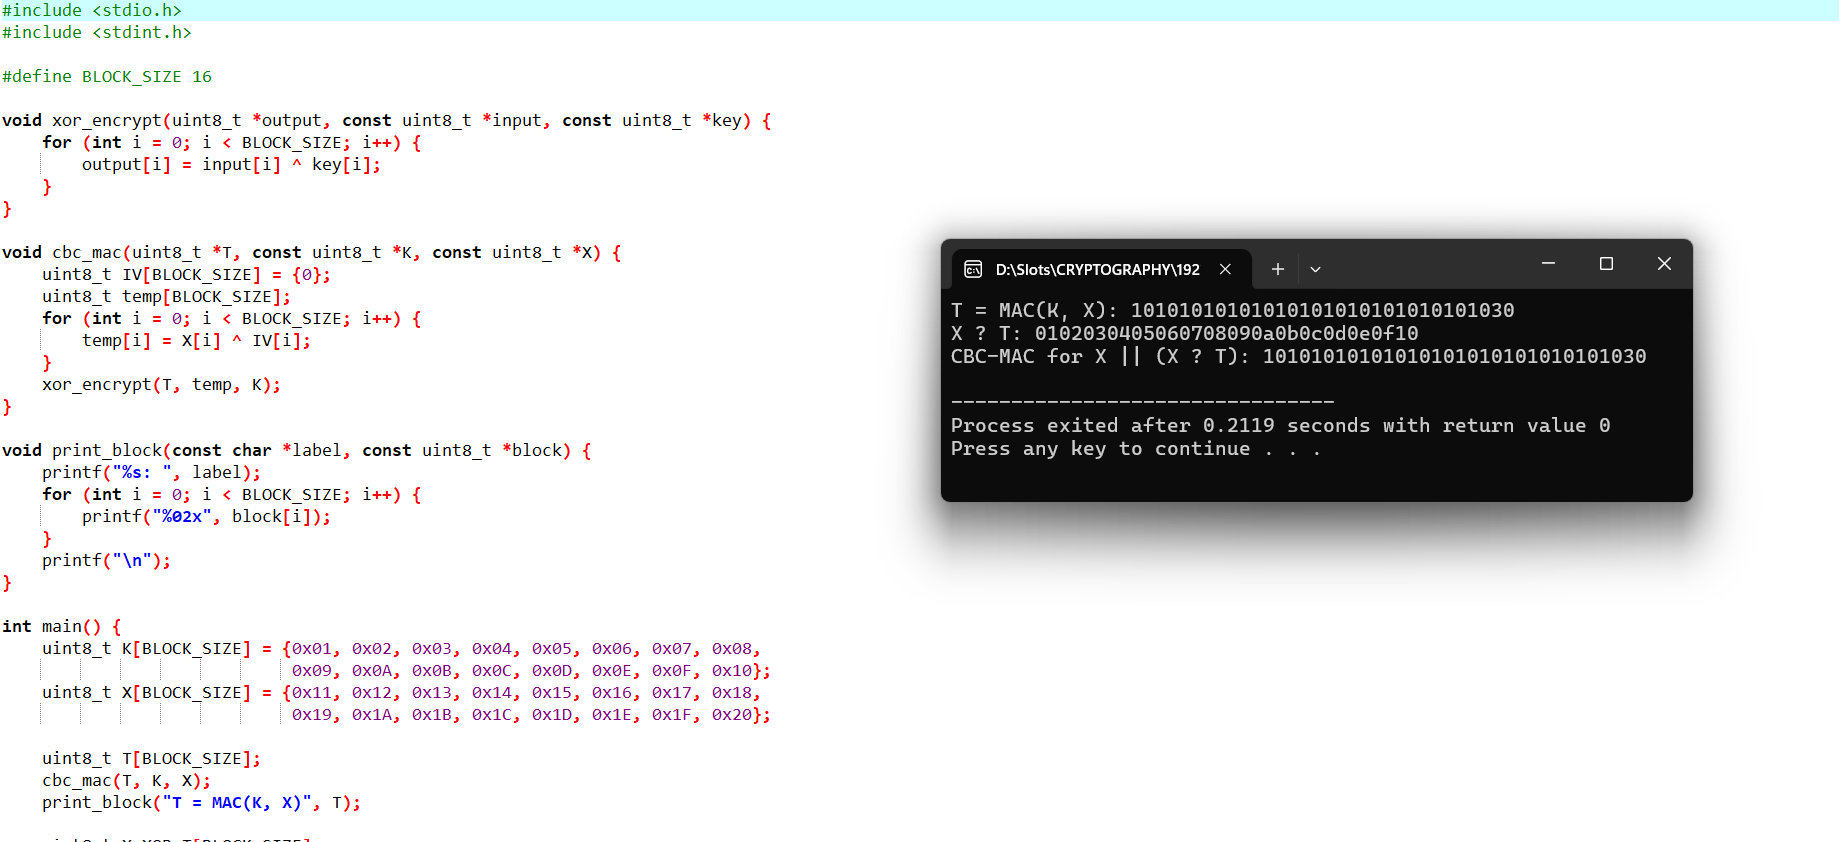 #include <stdio.h>
#include <stdint.h>
#define BLOCK_SIZE 16
void xor_encrypt(uint8_t *output, const uint8_t *input, const uint8_t *key) {
for (int i = 0; i < BLOCK_SIZE; i++) {
output[i] = input[i] ^ key[i];
}
}
void cbc_mac(uint8_t *T, const uint8_t *K, const uint8_t *X) {
uint8_t IV[BLOCK_SIZE] = {0};
uint8_t temp[BLOCK_SIZE];
for (int i = 0; i < BLOCK_SIZE; i++) {
temp[i] = X[i] ^ IV[i];
}
xor_encrypt(T, temp, K);
}
void print_block(const char *label, const uint8_t *block) {
printf("%s: ", label);
for (int i = 0; i < BLOCK_SIZE; i++) {
printf("%02x", block[i]);
}
printf("\n");
}
int main() {
uint8_t K[BLOCK_SIZE] = {0x01, 0x02, 0x03, 0x04, 0x05, 0x06, 0x07, 0x08,
0x09, 0x0A, 0x0B, 0x0C, 0x0D, 0x0E, 0x0F, 0x10};
uint8_t X[BLOCK_SIZE] = {0x11, 0x12, 0x13, 0x14, 0x15, 0x16, 0x17, 0x18,
0x19, 0x1A, 0x1B, 0x1C, 0x1D, 0x1E, 0x1F, 0x20};
uint8_t T[BLOCK_SIZE];
cbc_mac(T, K, X);
print_block("T = MAC(K, X)", T);
D:\Slots\CRYPTOGRAPHY\192
T = MAC(K, X): 10101010101010101010101010101030
X ? T: 0102030405060708090a0b0c0d0e0f10
CBC-MAC for X || (X ? T): 10101010101010101010101010101030
--------------------------------
Process exited after 0.2119 seconds with return value 0
Press any key to continue . . .